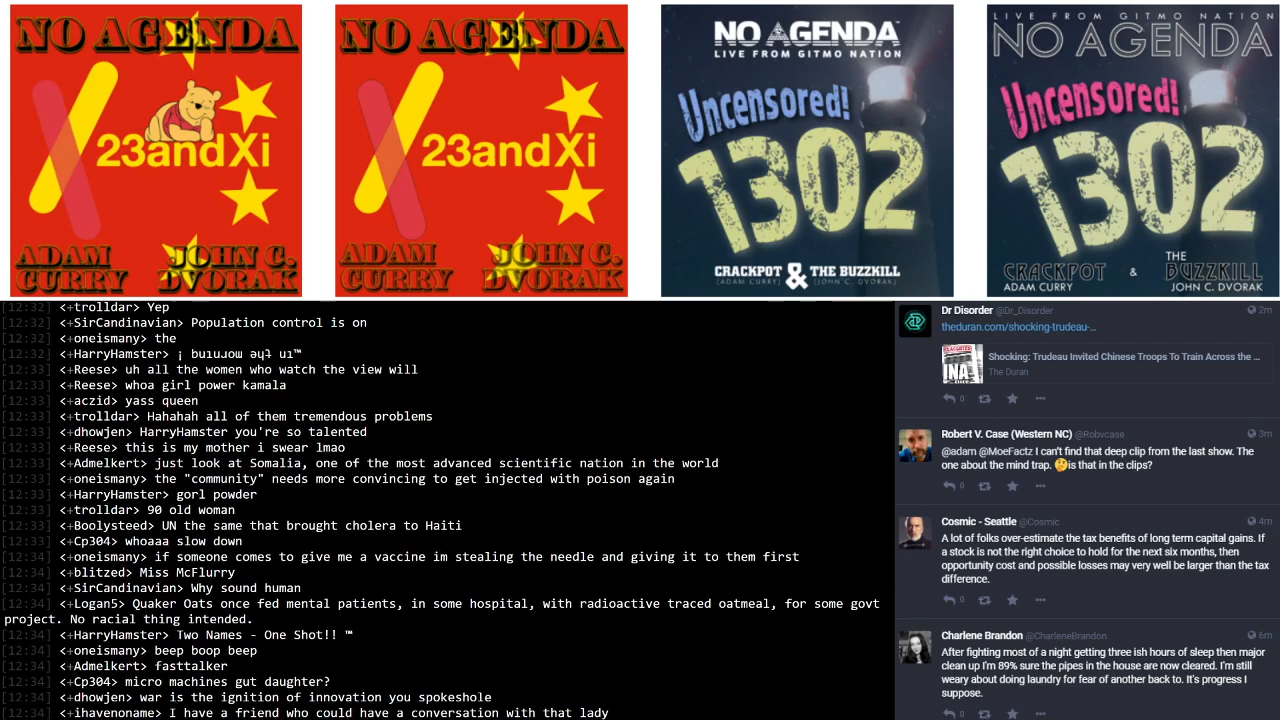 NO AGENDA
23andXi
ADAM CURRY
JOHN C. DVORAK
NO AGENDA
23andXi
ADAM CURRY
JOHN C. DVORAK
NO AGENDA™
LIVE FROM GITMO NATION
Uncensored!
1302
CRACKPOT & THE BUZZKILL
[ADAM CURRY] [JOHN C. DVORAK]
LIVE FROM GITMO NATION
NO AGENDA
Uncensored!
1302
CRACKPOT & THE BUZZKILL
ADAM CURRY JOHN C. DVORAK
[12:32] <+trolldar> Yep
[12:32] <+SirCandinavian> Population control is on
[12:32] <+oneismany> the
[12:32] <+HarryHamster> ¡ ƃuıuɹoɯ ǝɥʇ uı™
[12:33] <+Reese> uh all the women who watch the view will
[12:33] <+Reese> whoa girl power kamala
[12:33] <+aczid> yass queen
[12:33] <+trolldar> Hahahah all of them tremendous problems
[12:33] <+dhowjen> HarryHamster you're so talented
[12:33] <+Reese> this is my mother i swear lmao
[12:33] <+Admelkert> just look at Somalia, one of the most advanced scientific nation in the world
[12:33] <+oneismany> the "community" needs more convincing to get injected with poison again
[12:33] <+HarryHamster> gorl powder
[12:33] <+trolldar> 90 old woman
[12:33] <+Boolysteed> UN the same that brought cholera to Haiti
[12:33] <+Cp304> whoaaa slow down
[12:34] <+oneismany> if someone comes to give me a vaccine im stealing the needle and giving it to them first
[12:34] <+blitzed> Miss McFlurry
[12:34] <+SirCandinavian> Why sound human
[12:34] <+Logan5> Quaker Oats once fed mental patients, in some hospital, with radioactive traced oatmeal, for some govt
project. No racial thing intended.
[12:34] <+HarryHamster> Two Names - One Shot!! ™
[12:34] <+oneismany> beep boop beep
[12:34] <+Admelkert> fasttalker
[12:34] <+Cp304> micro machines gut daughter?
[12:34] <+dhowjen> war is the ignition of innovation you spokeshole
[12:34] <+ihavenoname> I have a friend who could have a conversation with that lady
Dr Disorder @Dr_Disorder 2m
theduran.com/shocking-trudeau-...
Shocking: Trudeau Invited Chinese Troops To Train Across the ...
The Duran
0
Robert V. Case (Western NC) @Robvcase 3m
@adam @MoeFactz I can't find that deep clip from the last show. The
one about the mind trap. 🤔is that in the clips?
0
Cosmic - Seattle @Cosmic 4m
A lot of folks over-estimate the tax benefits of long term capital gains. If
a stock is not the right choice to hold for the next six months, then
opportunity cost and possible losses may very well be larger than the tax
difference.
0
Charlene Brandon @CharleneBrandon 6m
After fighting most of a night getting three ish hours of sleep then major
clean up I'm 89% sure the pipes in the house are now cleared. I'm still
weary about doing laundry for fear of another back to. It's progress I
suppose.
0